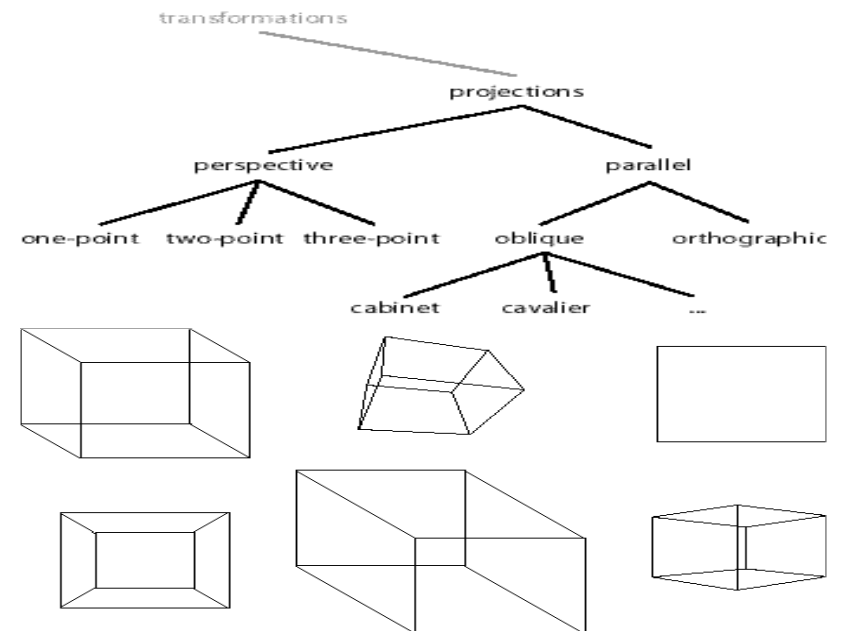 transformations
projections
perspective parallel
one-point two-point three-point oblique orthographic
cabinet cavalier ...